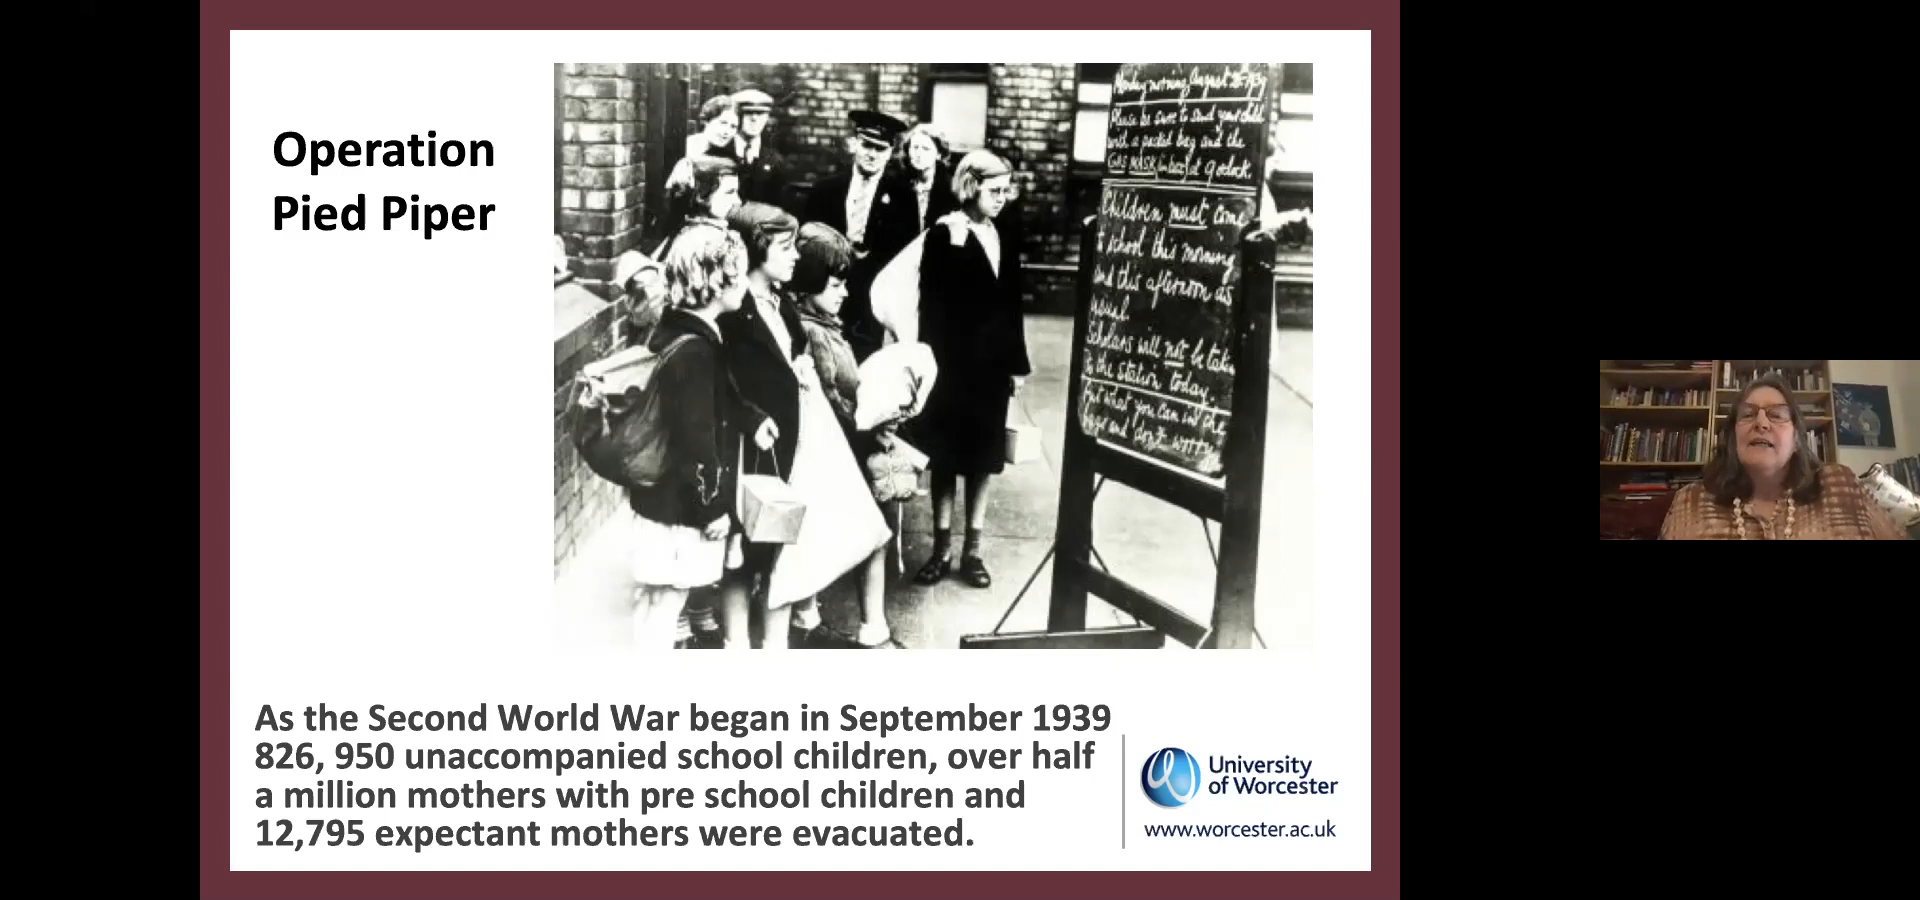 Operation
Pied Piper
Monday morning, August 28. 1939
Please be sure to send your child
with a packed bag and the
GAS MASK in box at 9 o'clock.
Children must come
to school this morning
and this afternoon as
usual.
Scholars will not be taken
to the station today.
Put what you can in the
bags and don't worry
As the Second World War began in September 1939
826, 950 unaccompanied school children, over half
a million mothers with pre school children and
12,795 expectant mothers were evacuated.
University
of Worcester
www.worcester.ac.uk